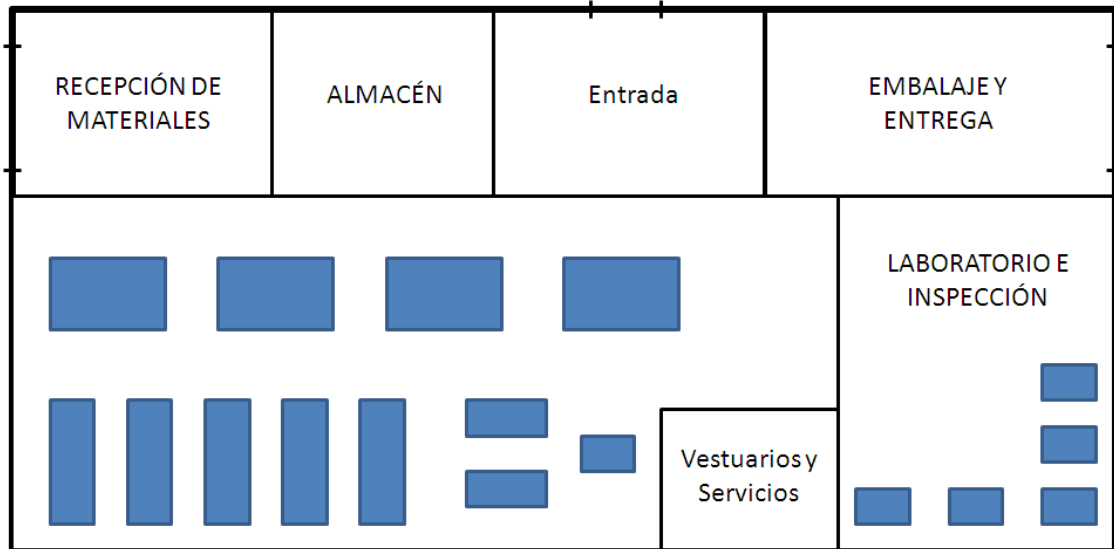 RECEPCIÓN DE
MATERIALES
ALMACÉN
Entrada
EMBALAJE Y
ENTREGA
LABORATORIO E
INSPECCIÓN
Vestuarios y
Servicios